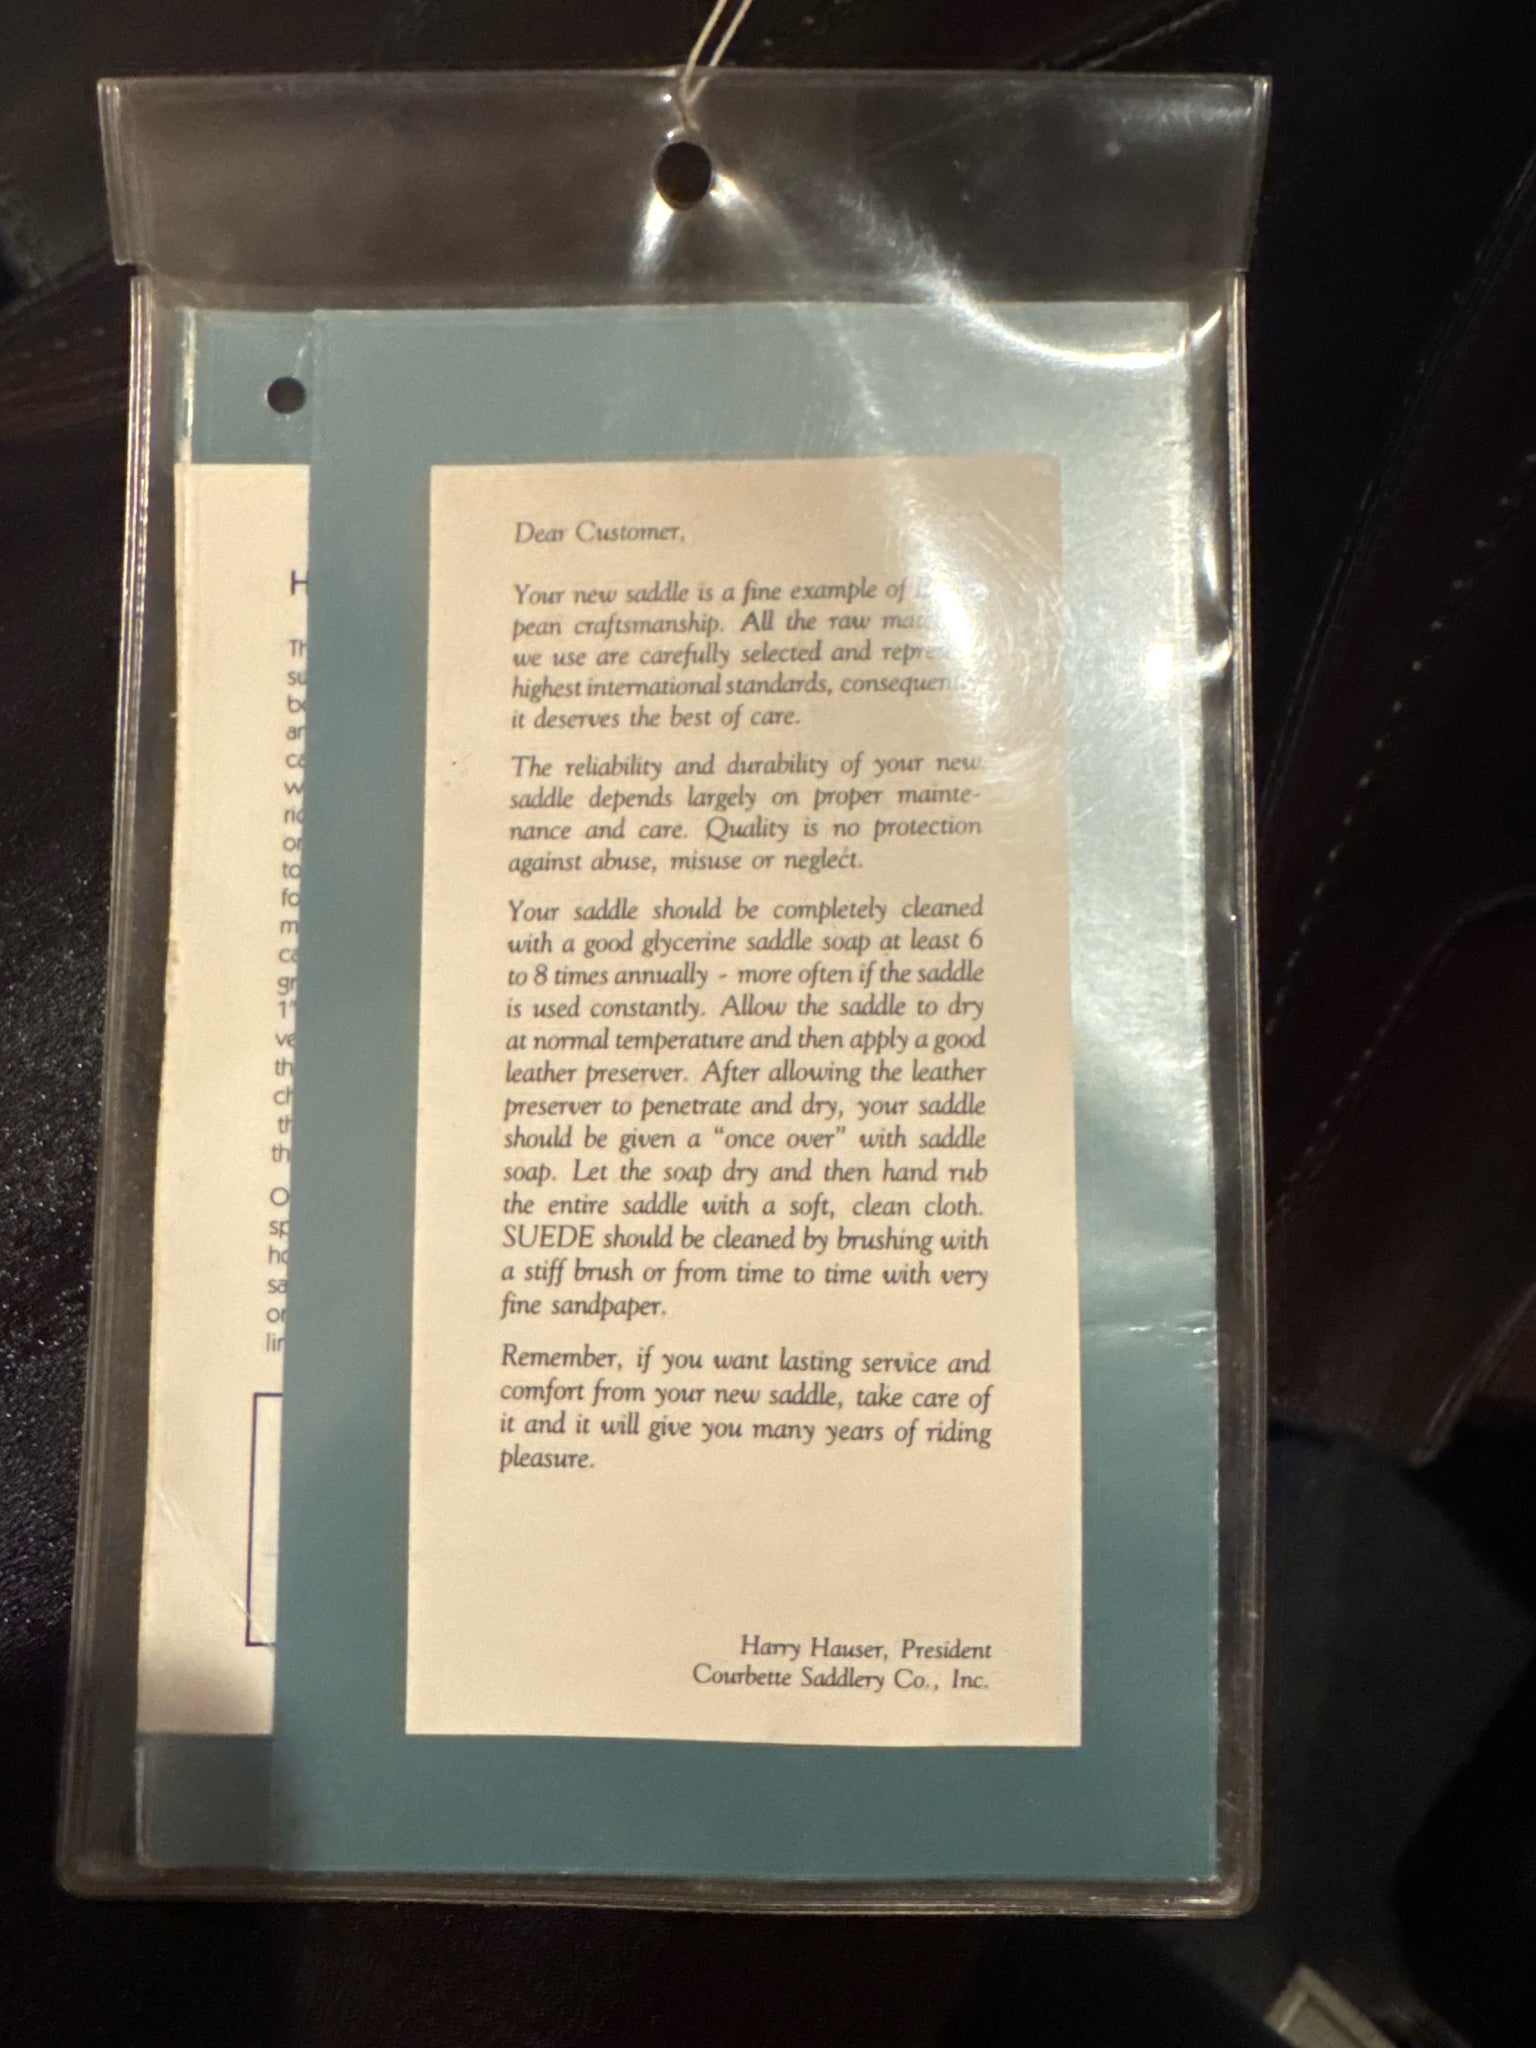 Dear Customer,
Your new saddle is a fine example of
pean craftsmanship. All the raw
we use are carefully selected and
highest international standards,
it deserves the best of care.
The reliability and durability of your new
saddle depends largely on proper mainte-
nance and care. Quality is no protection
against abuse, misuse or neglect.
Your saddle should be completely cleaned
with a good glycerine saddle soap at least 6
to 8 times annually - more often if the saddle
is used constantly. Allow the saddle to dry
at normal temperature and then apply a good
leather preserver. After allowing the leather
preserver to penetrate and dry, your saddle
should be given a "once over" with saddle
soap. Let the soap dry and then hand rub
the entire saddle with a soft, clean cloth.
SUEDE should be cleaned by brushing with
a stiff brush or from time to time with very
fine sandpaper.
Remember, if you want lasting service and
comfort from your new saddle, take care of
it and it will give you many years of riding
pleasure.
Harry Hauser, President
Courbette Saddlery Co., Inc.